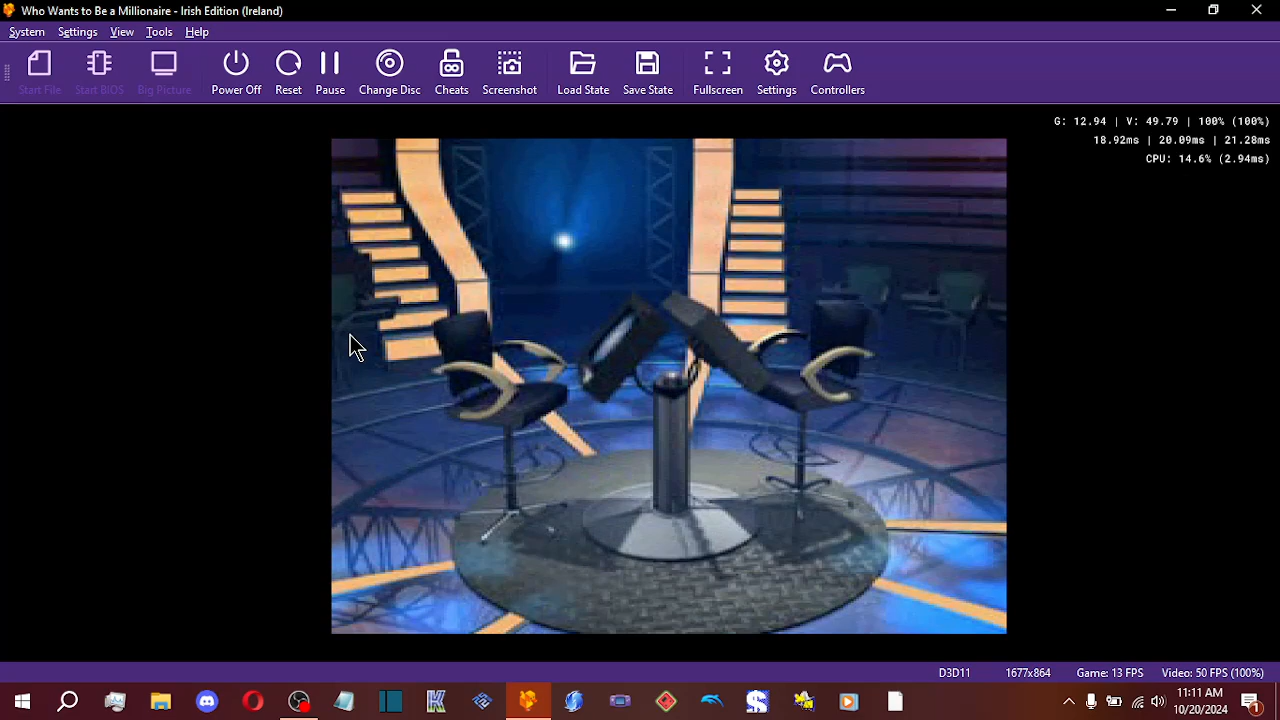 Who Wants to Be a Millionaire - Irish Edition (Ireland)
System Settings View Tools Help
Start File Start BIOS Big Picture Power Off Reset Pause Change Disc Cheats Screenshot Load State Save State Fullscreen Settings Controllers
G: 12.94 | V: 49.79 | 100% (100%)
18.92ms | 20.09ms | 21.28ms
CPU: 14.6% (2.94ms)
D3D11 1677x864 Game: 13 FPS Video: 50 FPS (100%)
11:11 AM
10/20/2024
1